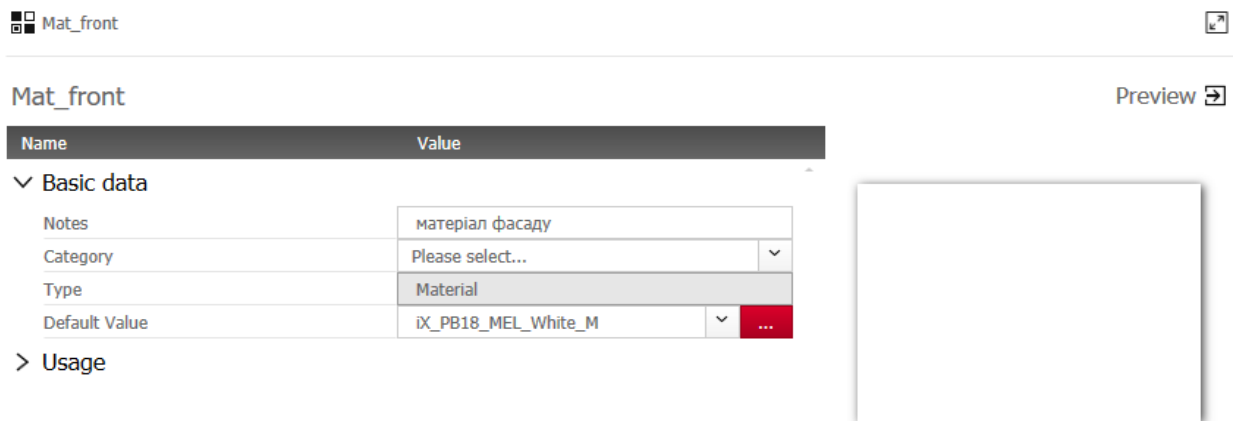 Mat_front
Mat_front
Preview
Name Value
Basic data
Notes матеріал фасаду
Category Please select...
Type Material
Default Value iX_PB18_MEL_White_M ...
Usage